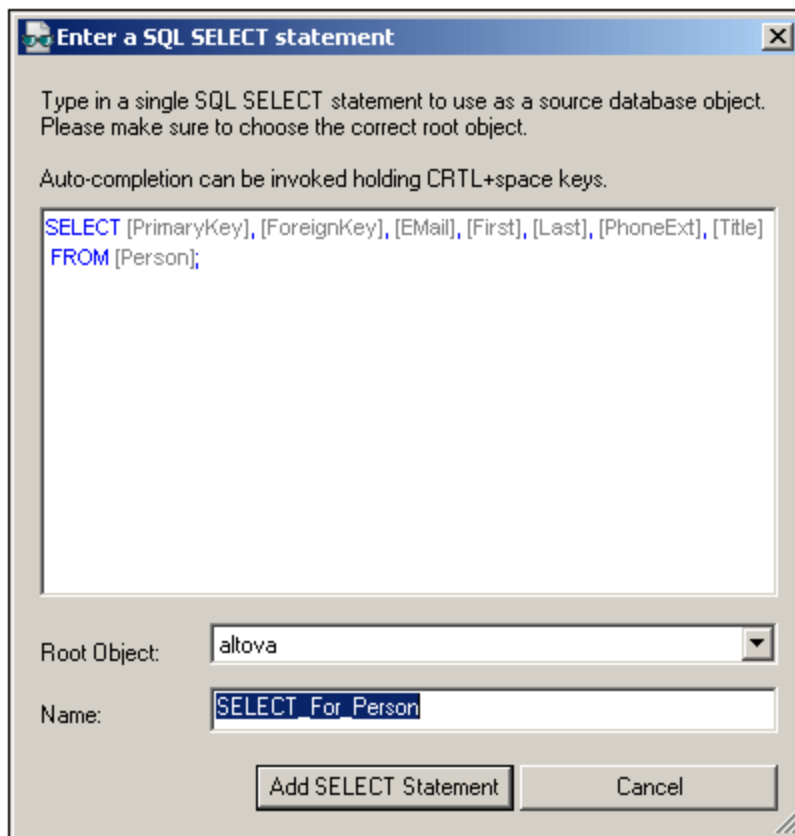 Enter a SQL SELECT statement
Type in a single SQL SELECT statement to use as a source database object.
Please make sure to choose the correct root object.
Auto-completion can be invoked holding CRTL+space keys.
SELECT [PrimaryKey], [ForeignKey], [EMail], [First], [Last], [PhoneExt], [Title]
FROM [Person];
Root Object: altova
Name: SELECT_For_Person
Add SELECT Statement Cancel